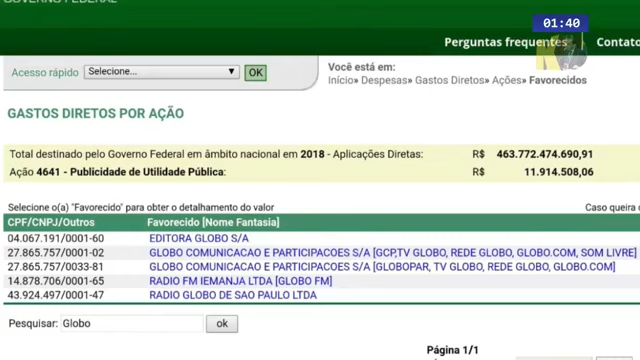 GOVERNO FEDERAL
01:40
Perguntas frequentes
Contato
Acesso rápido
Selecione...
OK
Você está em:
Início» Despesas» Gastos Diretos» Ações» Favorecidos
GASTOS DIRETOS POR AÇÃO
Total destinado pelo Governo Federal em âmbito nacional em 2018 - Aplicações Diretas: R$ 463.772.474.690,91
Ação 4641 - Publicidade de Utilidade Pública: R$ 11.914.508,06
Selecione o(a) "Favorecido" para obter o detalhamento do valor
Caso queira c
CPF/CNPJ/Outros Favorecido [Nome Fantasia]
04.067.191/0001-60 EDITORA GLOBO S/A
27.865.757/0001-02 GLOBO COMUNICACAO E PARTICIPACOES S/A [GCP,TV GLOBO, REDE GLOBO, GLOBO.COM, SOM LIVRE]
27.865.757/0033-81 GLOBO COMUNICACAO E PARTICIPACOES S/A [GLOBOPAR, TV GLOBO, REDE GLOBO, GLOBO.COM]
14.878.706/0001-65 RADIO FM IEMANJA LTDA [GLOBO FM]
43.924.497/0001-47 RADIO GLOBO DE SAO PAULO LTDA
Pesquisar: Globo ok
Página 1/1